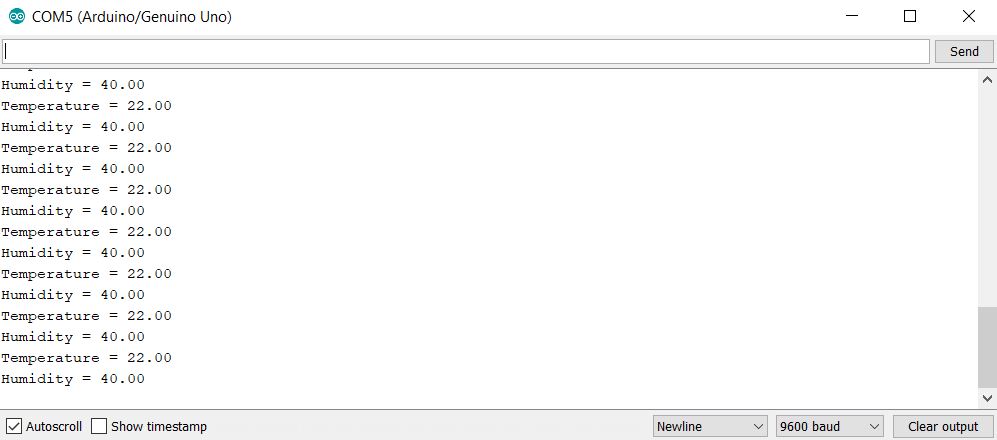 COM5 (Arduino/Genuino Uno)
Send
Humidity = 40.00
Temperature = 22.00
Humidity = 40.00
Temperature = 22.00
Humidity = 40.00
Temperature = 22.00
Humidity = 40.00
Temperature = 22.00
Humidity = 40.00
Temperature = 22.00
Humidity = 40.00
Temperature = 22.00
Humidity = 40.00
Temperature = 22.00
Humidity = 40.00
Autoscroll Show timestamp Newline 9600 baud Clear output